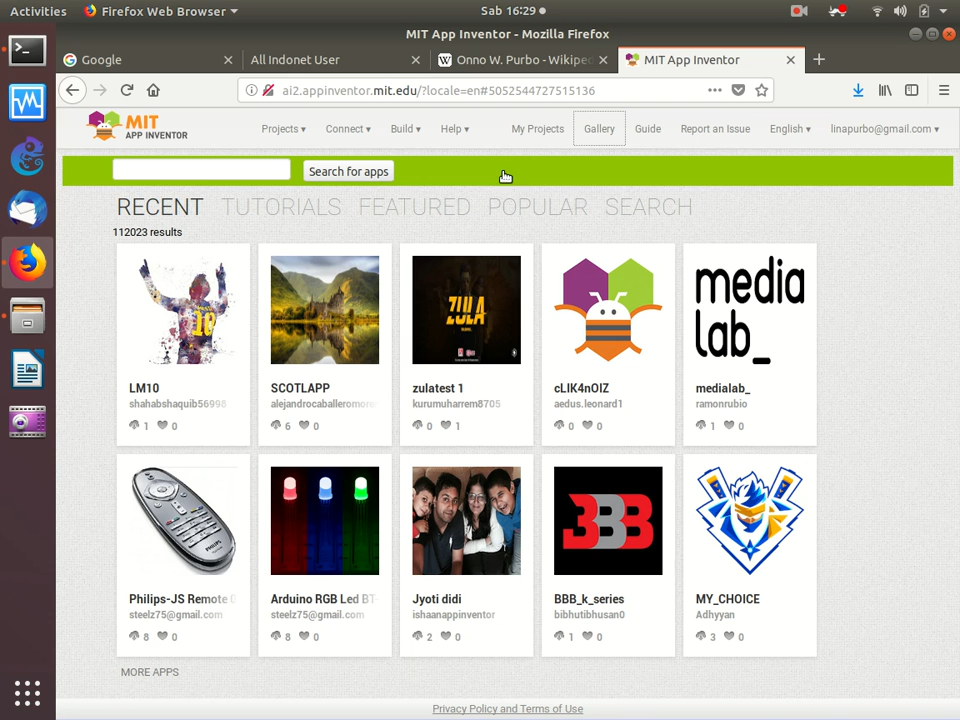 Activities Firefox Web Browser ▾ Sab 16:29
MIT App Inventor - Mozilla Firefox
Google All Indonet User Onno W. Purbo - Wikiped MIT App Inventor
ai2.appinventor.mit.edu/?locale=en#5052544727515136
MIT
APP INVENTOR
Projects ▾ Connect ▾ Build ▾ Help ▾ My Projects Gallery Guide Report an Issue English ▾ linapurbo@gmail.com ▾
Search for apps
RECENT TUTORIALS FEATURED POPULAR SEARCH
112023 results
10
ZULA
media
lab_
LM10 SCOTLAPP zulatest 1 cLIK4nOIZ medialab_
shahabshaquib56998 alejandrocaballeromoro kurumuharrem8705 aedus.leonard1 ramonrubio
1 0 6 0 0 1 0 0 1 0
PHILIPS
BBB
Philips-JS Remote 0 Arduino RGB Led BT- Jyoti didi BBB_k_series MY_CHOICE
steelz75@gmail.com steelz75@gmail.com ishaanappinventor bibhutibhusan0 Adhyyan
8 0 8 0 2 0 1 0 3 0
MORE APPS
Privacy Policy and Terms of Use